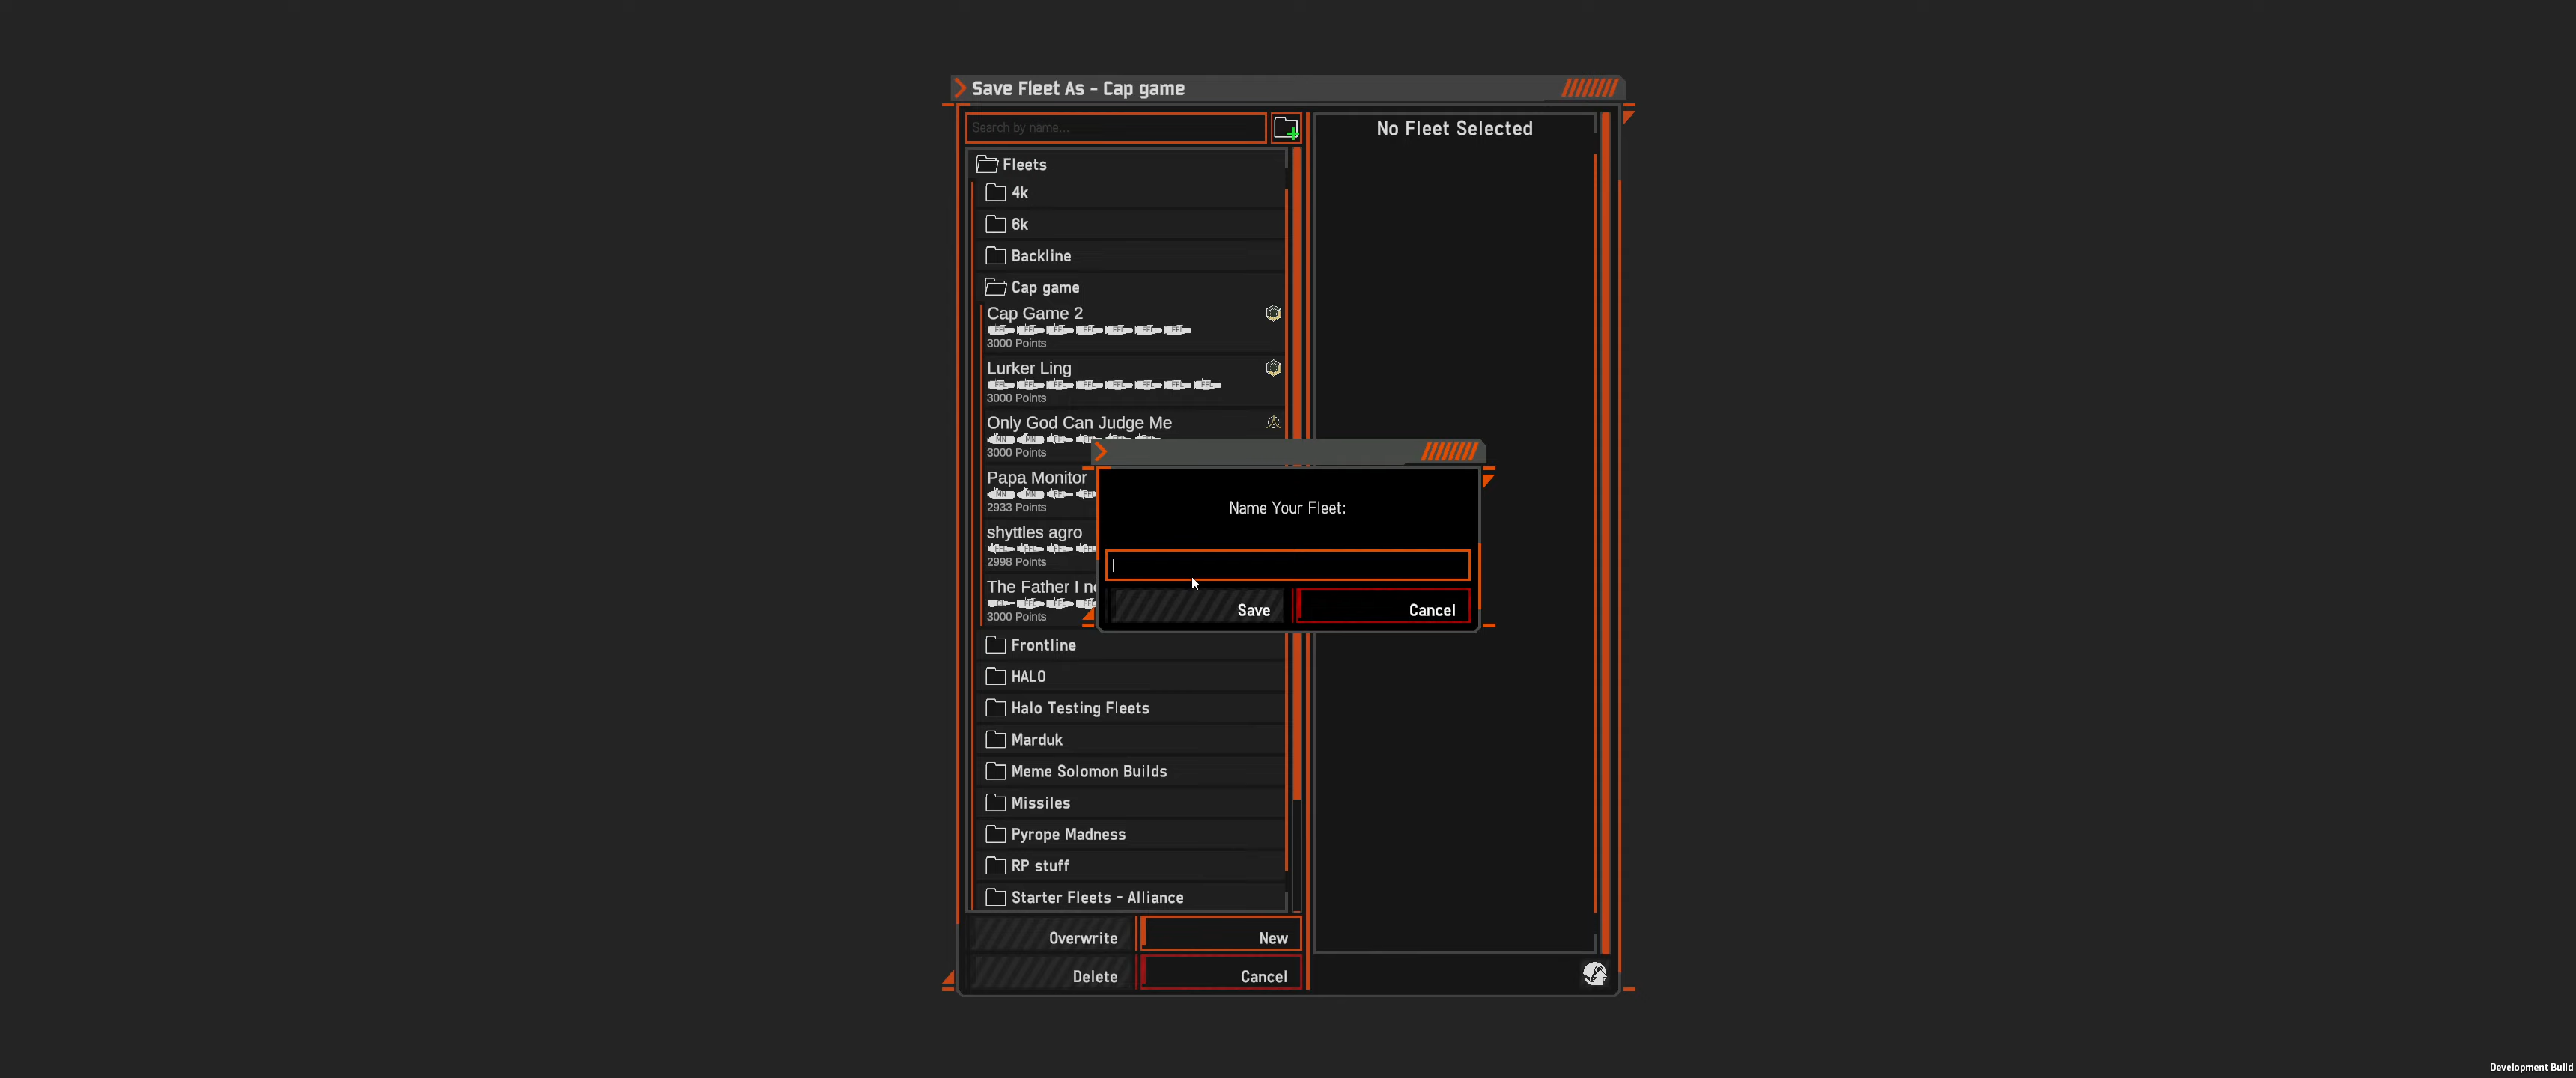 Save Fleet As - Cap game
Search by name...
No Fleet Selected
Fleets
4k
6k
Backline
Cap game
Cap Game 2
3000 Points
Lurker Ling
3000 Points
Only God Can Judge Me
3000 Points
Papa Monitor
2933 Points
shyttles agro
2998 Points
The Father I ne
3000 Points
Name Your Fleet:
Save
Cancel
Frontline
HALO
Halo Testing Fleets
Marduk
Meme Solomon Builds
Missiles
Pyrope Madness
RP stuff
Starter Fleets - Alliance
Overwrite
New
Delete
Cancel
Development Build